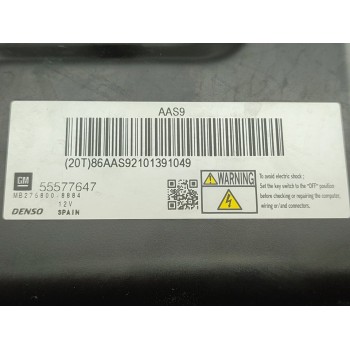 AAS9
(20T)86AAS92101391049
GM
55577647
MB275800-8884
12V
DENSO
SPAIN
WARNING
To avoid electric shock ;
Set the key switch to the "OFF" position
before checking or repairing the computer,
wiring or/ and connectors.